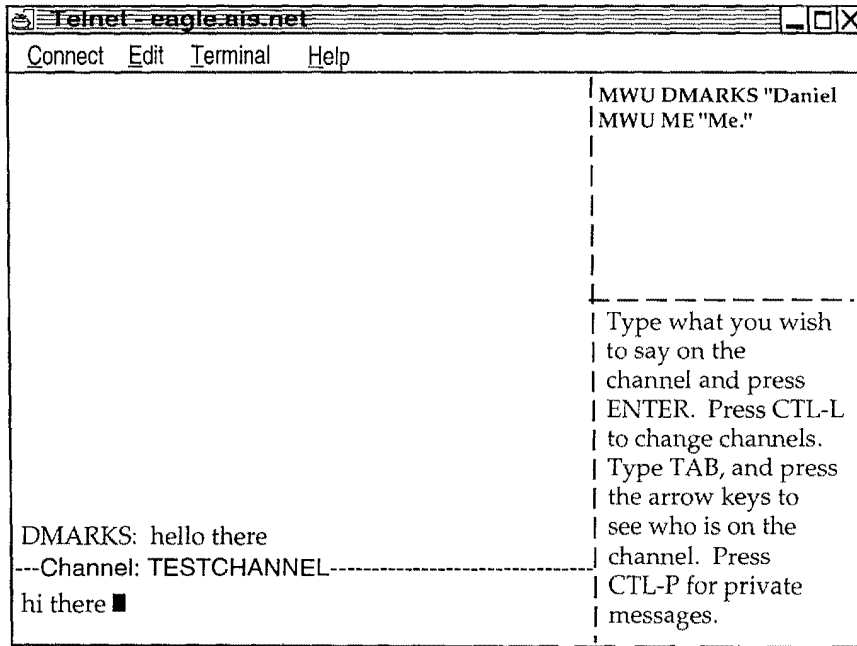 Telnet - eagle.ais.net
Connect Edit Terminal Help
MWU DMARKS "Daniel
MWU ME "Me."
Type what you wish
to say on the
channel and press
ENTER. Press CTL-L
to change channels.
Type TAB, and press
the arrow keys to
see who is on the
channel. Press
CTL-P for private
messages.
DMARKS: hello there
---Channel: TESTCHANNEL---------------------------
hi there